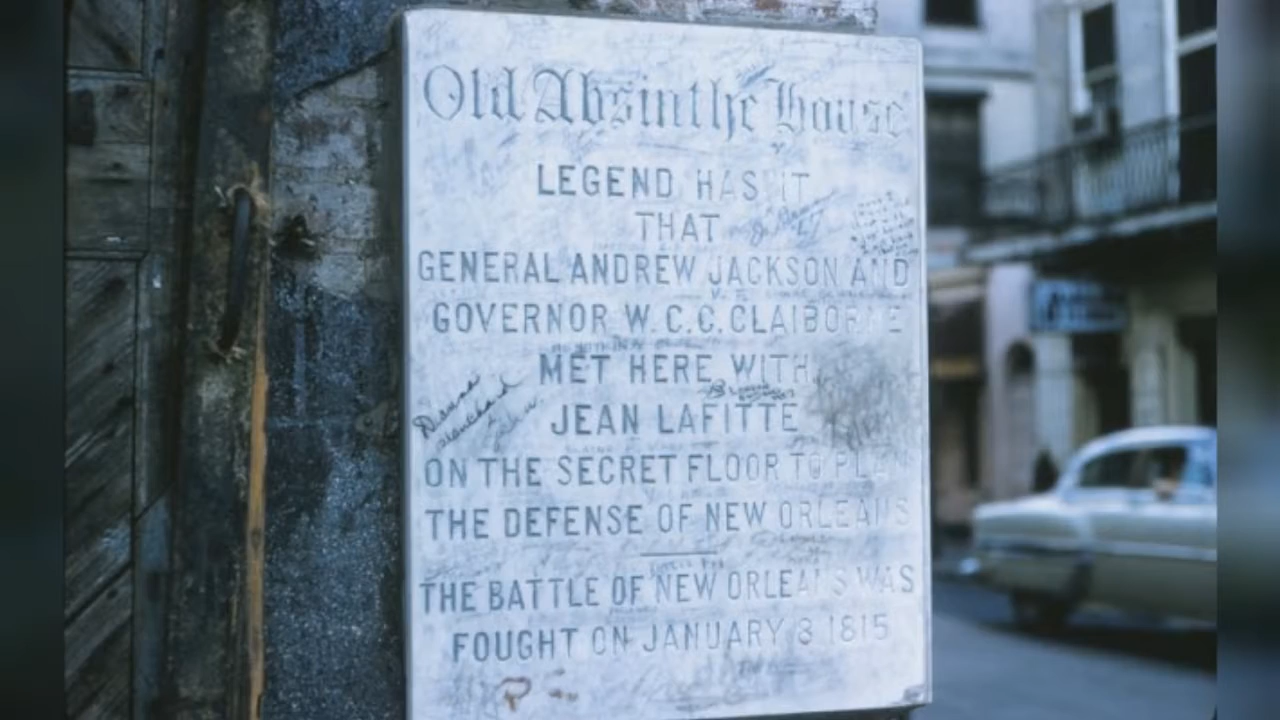 Old Absinthe House
LEGEND HAS IT
THAT
GENERAL ANDREW JACKSON AND
GOVERNOR W.C.C. CLAIBORNE
MET HERE WITH
JEAN LAFITTE
ON THE SECRET FLOOR TO PLAN
THE DEFENSE OF NEW ORLEANS
THE BATTLE OF NEW ORLEANS WAS
FOUGHT ON JANUARY 8 1815